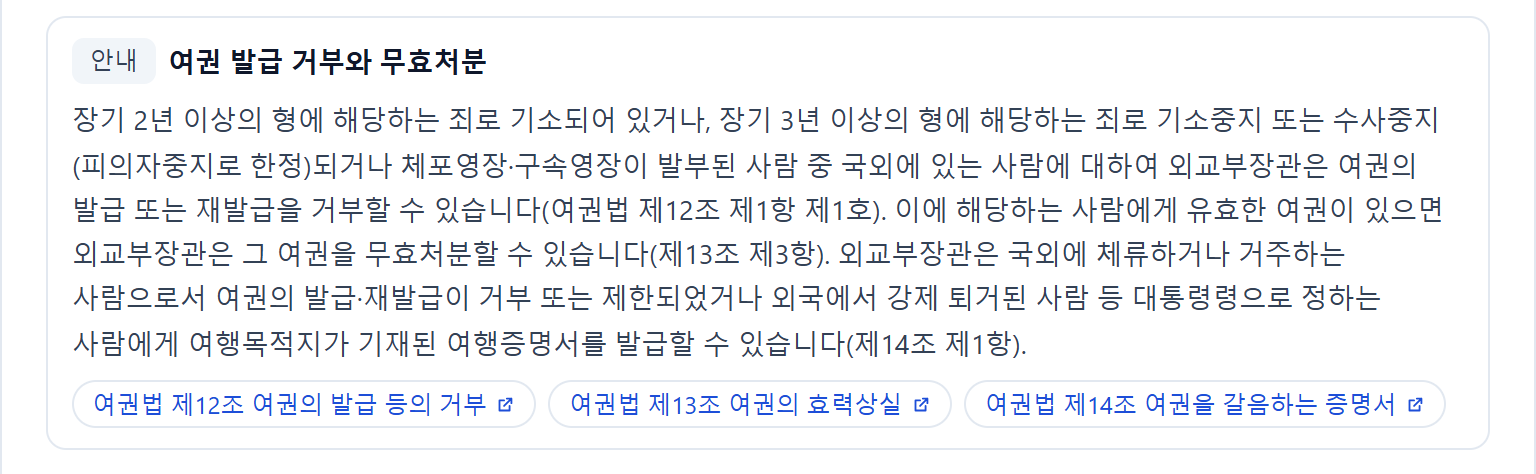 안내 여권 발급 거부와 무효처분
장기 2년 이상의 형에 해당하는 죄로 기소되어 있거나, 장기 3년 이상의 형에 해당하는 죄로 기소중지 또는 수사중지
(피의자중지로 한정)되거나 체포영장·구속영장이 발부된 사람 중 국외에 있는 사람에 대하여 외교부장관은 여권의
발급 또는 재발급을 거부할 수 있습니다(여권법 제12조 제1항 제1호). 이에 해당하는 사람에게 유효한 여권이 있으면
외교부장관은 그 여권을 무효처분할 수 있습니다(제13조 제3항). 외교부장관은 국외에 체류하거나 거주하는
사람으로서 여권의 발급·재발급이 거부 또는 제한되었거나 외국에서 강제 퇴거된 사람 등 대통령령으로 정하는
사람에게 여행목적지가 기재된 여행증명서를 발급할 수 있습니다(제14조 제1항).
여권법 제12조 여권의 발급 등의 거부 여권법 제13조 여권의 효력상실 여권법 제14조 여권을 갈음하는 증명서